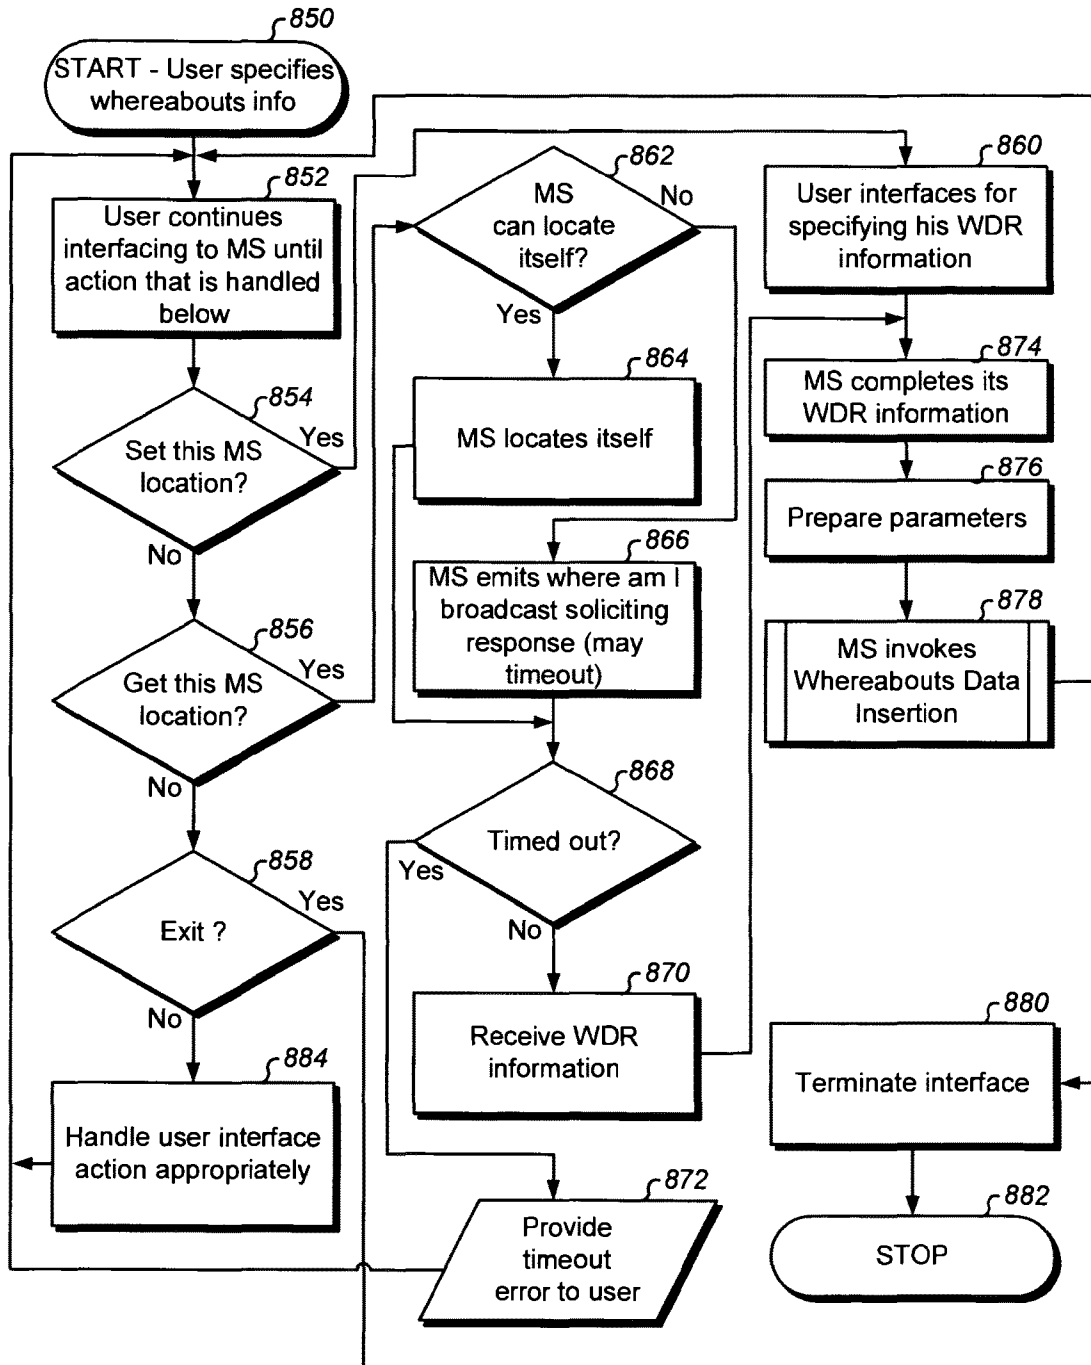 850
START - User specifies
whereabouts info
852
User continues
interfacing to MS until
action that is handled
below
854
Set this MS
location?
Yes
No
856
Get this MS
location?
Yes
No
858
Exit ?
Yes
No
884
Handle user interface
action appropriately
862
MS
can locate
itself?
No
Yes
864
MS locates itself
866
MS emits where am I
broadcast soliciting
response (may
timeout)
868
Timed out?
Yes
No
870
Receive WDR
information
872
Provide
timeout
error to user
860
User interfaces for
specifying his WDR
information
874
MS completes its
WDR information
876
Prepare parameters
878
MS invokes
Whereabouts Data
Insertion
880
Terminate interface
882
STOP